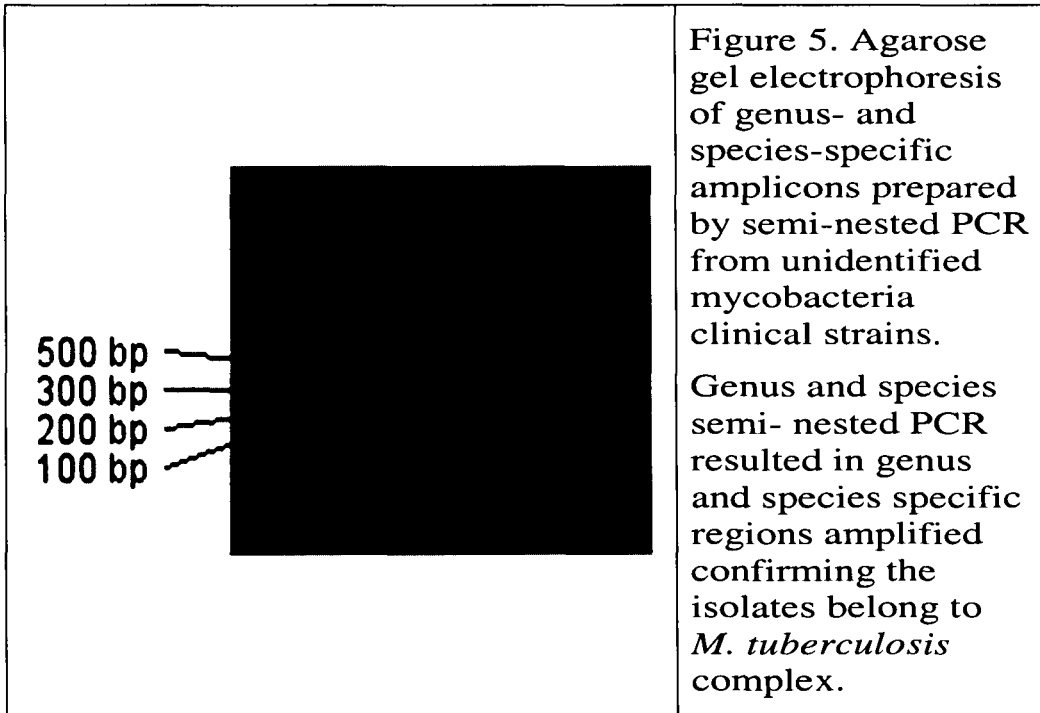 500 bp
300 bp
200 bp
100 bp
Figure 5. Agarose
gel electrophoresis
of genus- and
species-specific
amplicons prepared
by semi-nested PCR
from unidentified
mycobacteria
clinical strains.
Genus and species
semi- nested PCR
resulted in genus
and species specific
regions amplified
confirming the
isolates belong to
M. tuberculosis
complex.